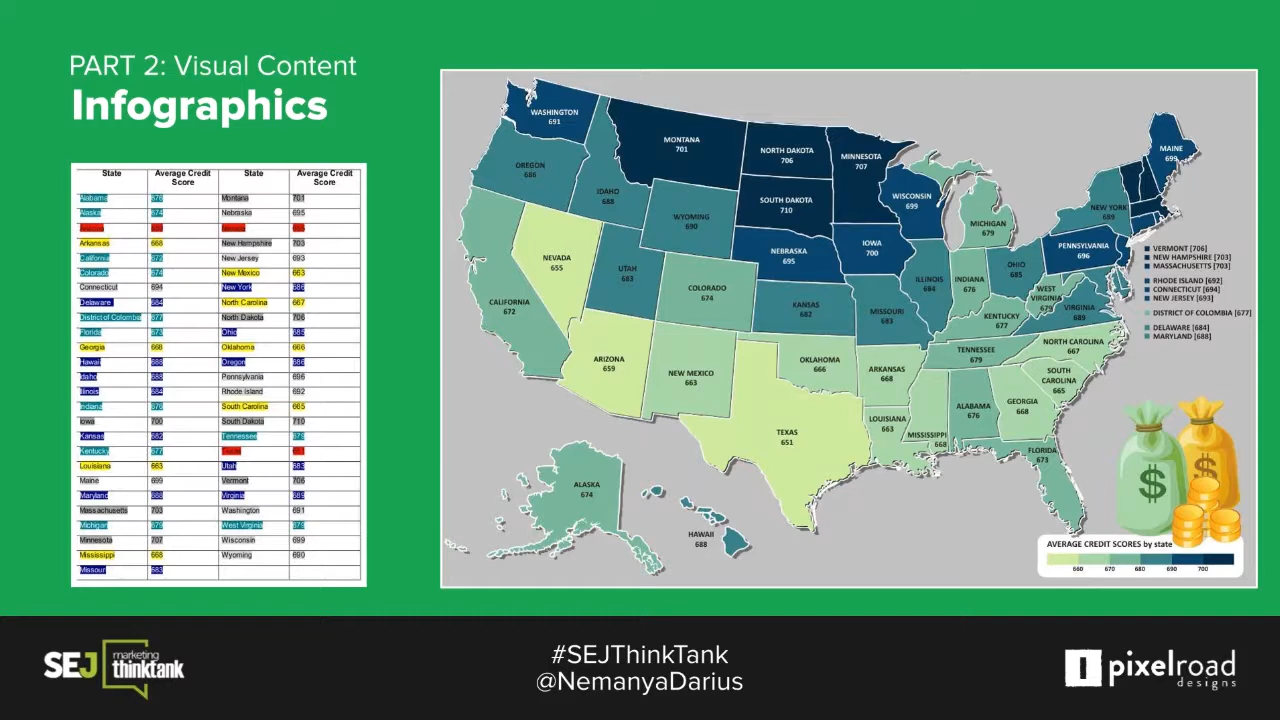 PART 2: Visual Content
Infographics
State Average Credit Score State Average Credit Score
Alabama 676 Montana 701
Alaska 674 Nebraska 695
Arkansas 668 New Hampshire 703
California 672 New Jersey 693
Colorado 674 New Mexico 663
Connecticut 694 New York 686
Delaware 684 North Carolina 667
District of Colombia 677 North Dakota 706
Florida 673 Ohio 685
Georgia 668 Oklahoma 666
Hawaii 688 Oregon 686
Idaho 688 Pennsylvania 696
Illinois 684 Rhode Island 692
Indiana 676 South Carolina 665
Iowa 700 South Dakota 710
Kansas 682 Tennessee 679
Kentucky 677
Louisiana 663 Utah 683
Maine 699 Vermont 706
Maryland 688 Virginia 689
Massachusetts 703 Washington 691
Michigan 679 West Virginia 679
Minnesota 707 Wisconsin 699
Mississippi 668 Wyoming 690
Missouri 683
WASHINGTON
691
OREGON
686
IDAHO
688
MONTANA
701
NORTH DAKOTA
706
MINNESOTA
707
SOUTH DAKOTA
710
WISCONSIN
699
WYOMING
690
NEBRASKA
695
IOWA
700
NEVADA
655
UTAH
683
COLORADO
674
CALIFORNIA
672
KANSAS
682
MISSOURI
683
ILLINOIS
684
INDIANA
676
OHIO
685
MICHIGAN
679
NEW YORK
689
MAINE
699
PENNSYLVANIA
696
WEST
VIRGINIA
679
VIRGINIA
689
KENTUCKY
677
TENNESSEE
679
NORTH CAROLINA
667
SOUTH
CAROLINA
665
ARIZONA
659
NEW MEXICO
663
OKLAHOMA
666
ARKANSAS
668
TEXAS
651
LOUISIANA
663
MISSISSIPPI
668
ALABAMA
676
GEORGIA
668
FLORIDA
673
ALASKA
674
HAWAII
688
VERMONT [706]
NEW HAMPSHIRE [703]
MASSACHUSETTS [703]
RHODE ISLAND [692]
CONNECTICUT [694]
NEW JERSEY [693]
DISTRICT OF COLOMBIA [677]
DELAWARE [684]
MARYLAND [688]
$
$
AVERAGE CREDIT SCORES by state
660 670 680 690 700
SEJ marketing thinktank
#SEJThinkTank
@NemanyaDarius
pixelroad
designs